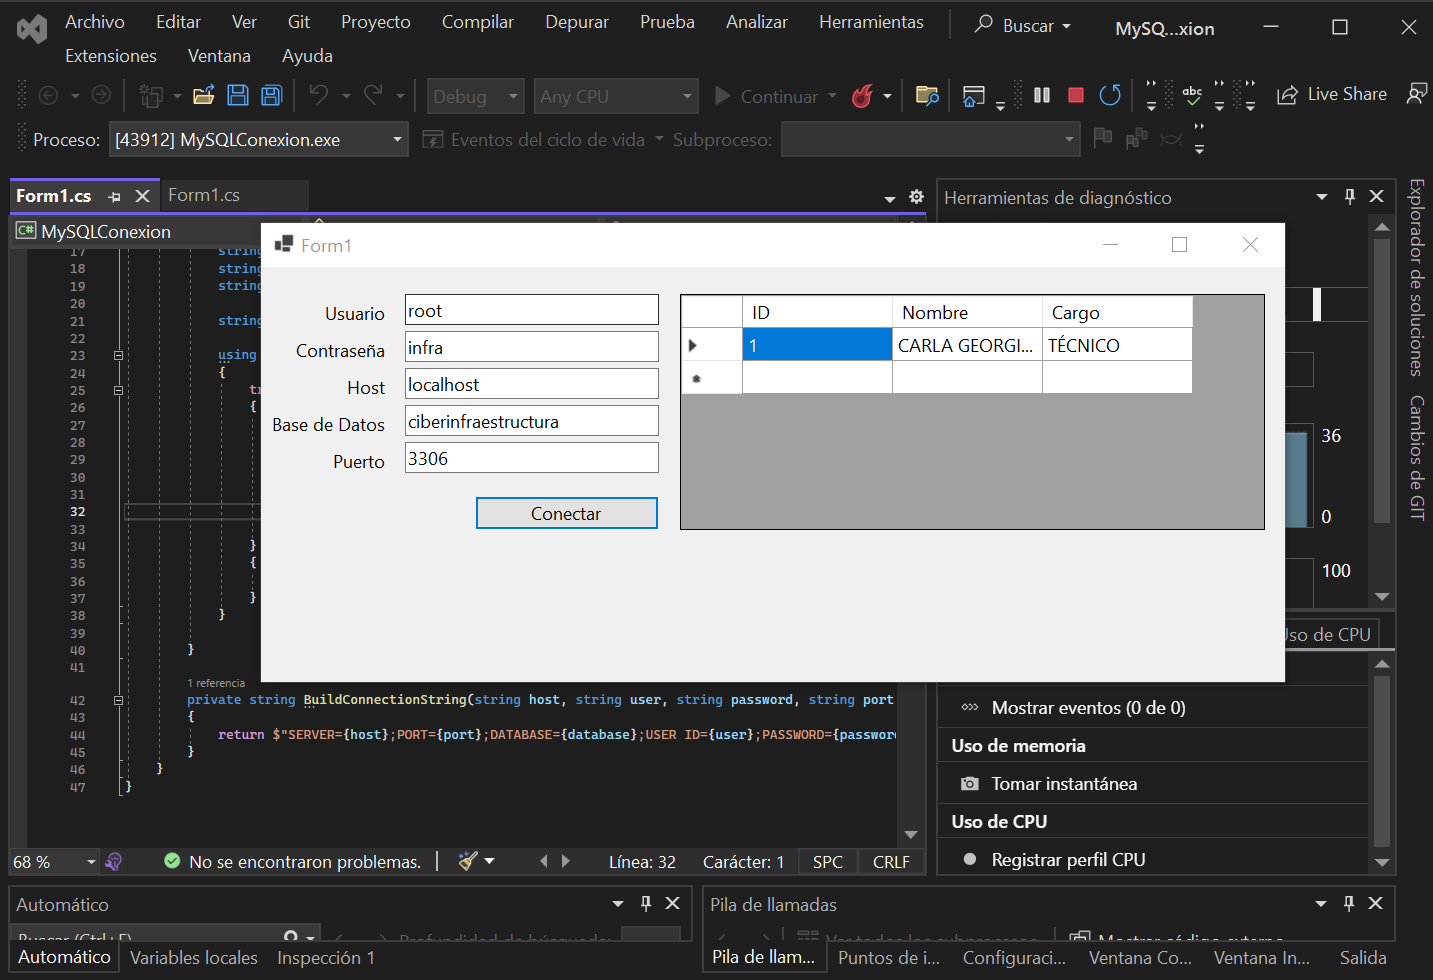 Archivo Editar Ver Git Proyecto Compilar Depurar Prueba Analizar Herramientas Buscar MySQ...xion
Extensiones Ventana Ayuda
Debug Any CPU Continuar abc Live Share
Proceso: [43912] MySQLConexion.exe Eventos del ciclo de vida Subproceso:
Form1.cs Form1.cs
C# MySQLConexion
17 string
18 string
19 string
20
21 string
22
23 using
24 {
25
26 {
27
28
29
30
31
32
33
34 }
35 {
36
37 }
38 }
39
40 }
41
1 referencia
42 private string BuildConnectionString(string host, string user, string password, string port
43 {
44 return $"SERVER={host};PORT={port};DATABASE={database};USER ID={user};PASSWORD={passwor
45 }
46 }
47 }
Form1
Usuario root
Contraseña infra
Host localhost
Base de Datos ciberinfraestructura
Puerto 3306
Conectar
ID Nombre Cargo
1 CARLA GEORGI... TÉCNICO
68 % No se encontraron problemas. Línea: 32 Carácter: 1 SPC CRLF
Herramientas de diagnóstico
36
0
100
Uso de CPU
Mostrar eventos (0 de 0)
Uso de memoria
Tomar instantánea
Uso de CPU
Registrar perfil CPU
Explorador de soluciones
Cambios de GIT
Automático
Buscar (Ctrl+E) Profundidad de búsqueda:
Automático Variables locales Inspección 1
Pila de llamadas
Ver todos los subprocesos Mostrar código externo
Pila de llam... Puntos de i... Configuraci... Ventana Co... Ventana In... Salida